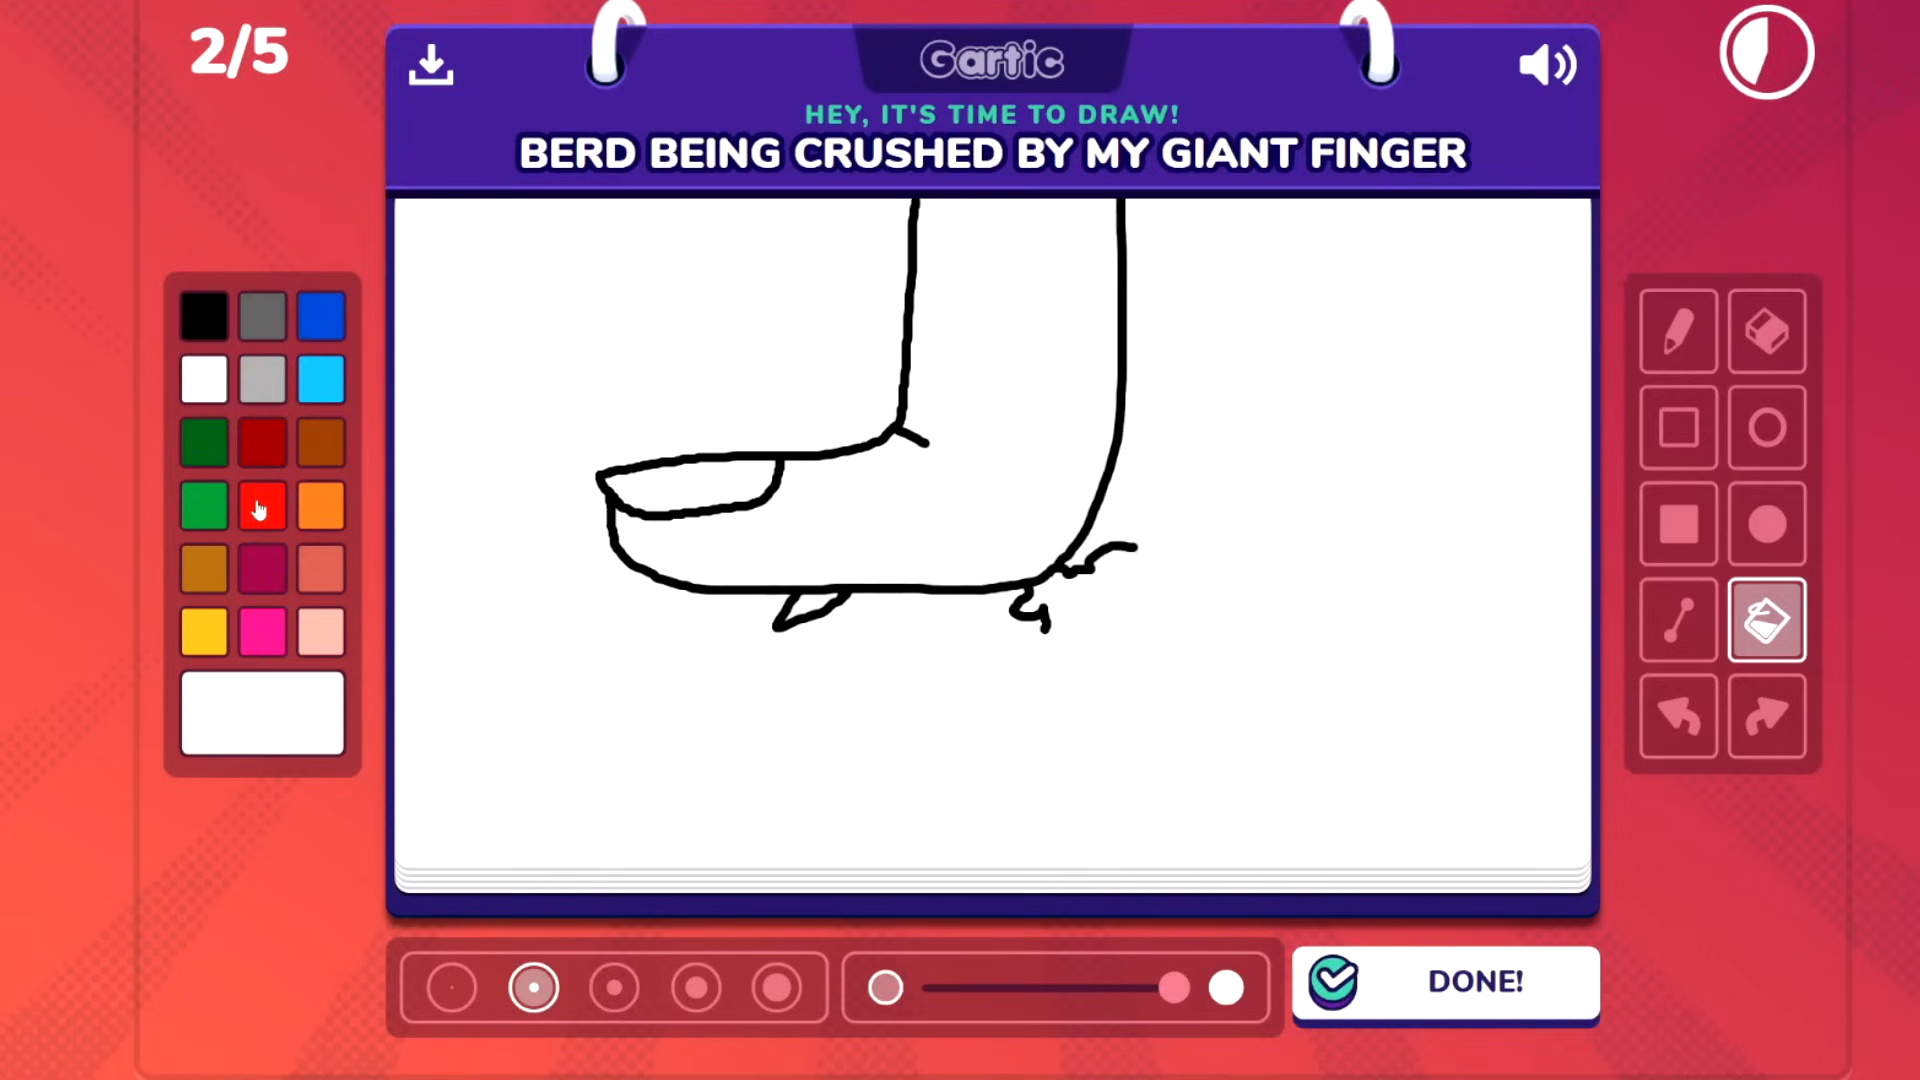 2/5
Gartic
HEY, IT'S TIME TO DRAW!
BERD BEING CRUSHED BY MY GIANT FINGER
DONE!